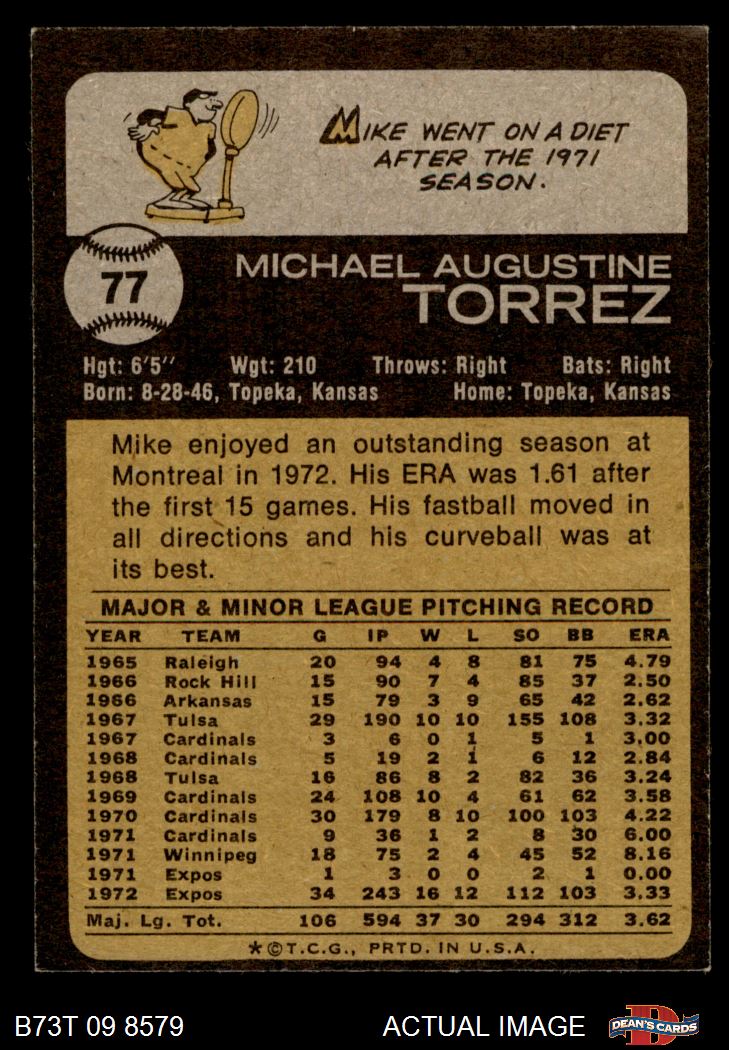 MIKE WENT ON A DIET
AFTER THE 1971
SEASON.
77
MICHAEL AUGUSTINE
TORREZ
Hgt: 6'5'' Wgt: 210 Throws: Right Bats: Right
Born: 8-28-46, Topeka, Kansas Home: Topeka, Kansas
Mike enjoyed an outstanding season at
Montreal in 1972. His ERA was 1.61 after
the first 15 games. His fastball moved in
all directions and his curveball was at
its best.
MAJOR & MINOR LEAGUE PITCHING RECORD
YEAR TEAM G IP W L SO BB ERA
1965 Raleigh 20 94 4 8 81 75 4.79
1966 Rock Hill 15 90 7 4 85 37 2.50
1966 Arkansas 15 79 3 9 65 42 2.62
1967 Tulsa 29 190 10 10 155 108 3.32
1967 Cardinals 3 6 0 1 5 1 3.00
1968 Cardinals 5 19 2 1 6 12 2.84
1968 Tulsa 16 86 8 2 82 36 3.24
1969 Cardinals 24 108 10 4 61 62 3.58
1970 Cardinals 30 179 8 10 100 103 4.22
1971 Cardinals 9 36 1 2 8 30 6.00
1971 Winnipeg 18 75 2 4 45 52 8.16
1971 Expos 1 3 0 0 2 1 0.00
1972 Expos 34 243 16 12 112 103 3.33
Maj. Lg. Tot. 106 594 37 30 294 312 3.62
★©T.C.G., PRTD. IN U.S.A.
B73T 09 8579 ACTUAL IMAGE D DEAN'S CARDS